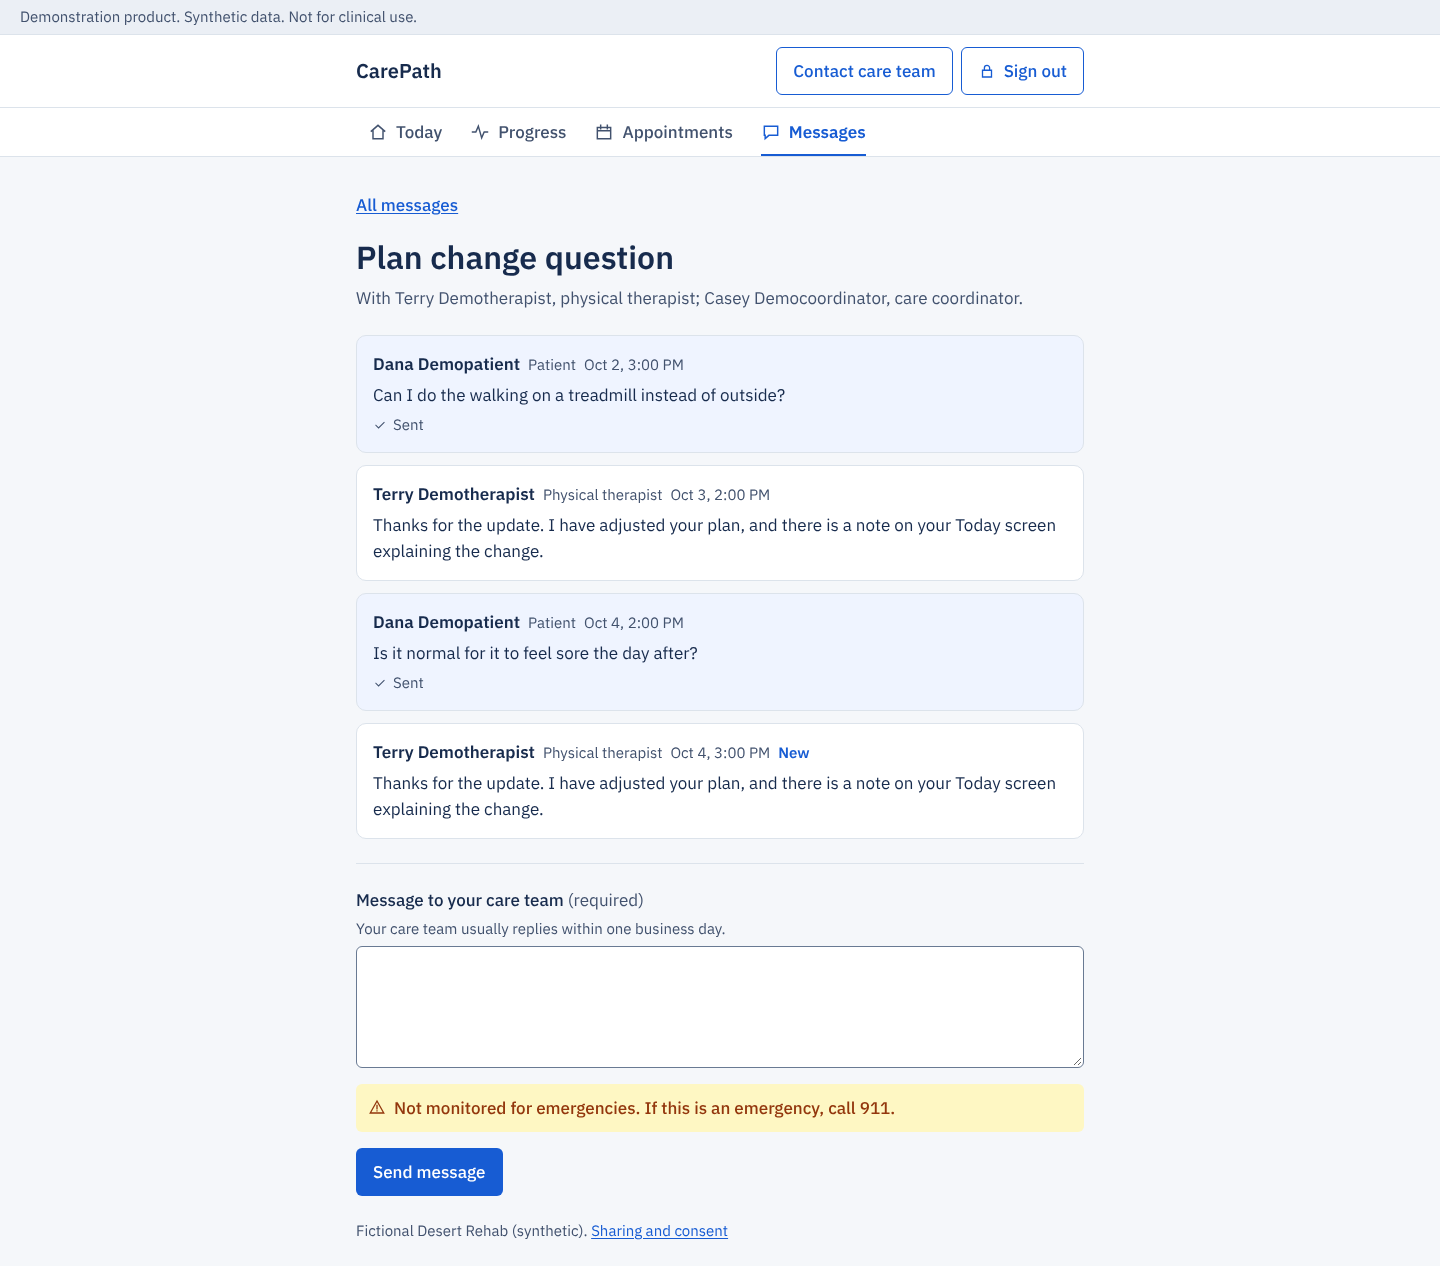 Demonstration product. Synthetic data. Not for clinical use.
CarePath
Contact care team
Sign out
Today
Progress
Appointments
Messages
All messages
Plan change question
With Terry Demotherapist, physical therapist; Casey Democoordinator, care coordinator.
Dana Demopatient Patient Oct 2, 3:00 PM
Can I do the walking on a treadmill instead of outside?
Sent
Terry Demotherapist Physical therapist Oct 3, 2:00 PM
Thanks for the update. I have adjusted your plan, and there is a note on your Today screen
explaining the change.
Dana Demopatient Patient Oct 4, 2:00 PM
Is it normal for it to feel sore the day after?
Sent
Terry Demotherapist Physical therapist Oct 4, 3:00 PM New
Thanks for the update. I have adjusted your plan, and there is a note on your Today screen
explaining the change.
Message to your care team (required)
Your care team usually replies within one business day.
Not monitored for emergencies. If this is an emergency, call 911.
Send message
Fictional Desert Rehab (synthetic). Sharing and consent